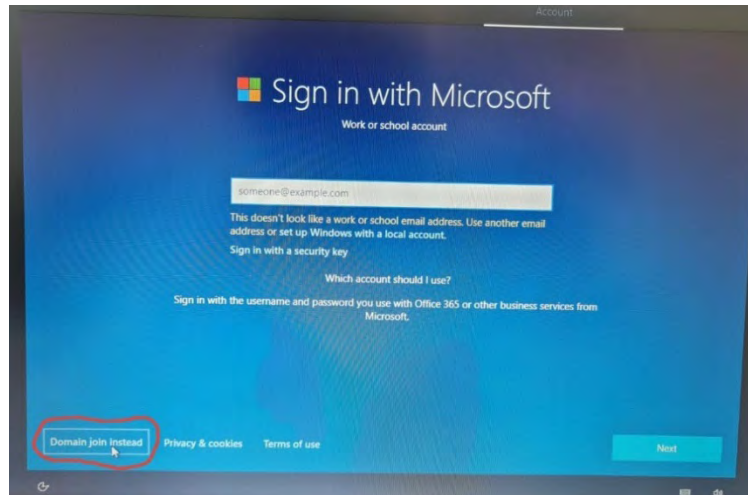 Account
Sign in with Microsoft
Work or school account
someone@example.com
This doesn't look like a work or school email address. Use another email
address or set up Windows with a local account.
Sign in with a security key
Which account should I use?
Sign in with the username and password you use with Office 365 or other business services from
Microsoft.
Domain join instead
Privacy & cookies
Terms of use
Next